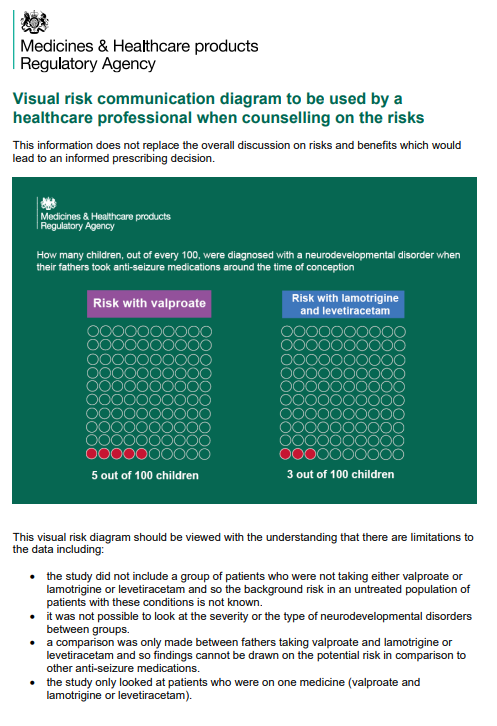 Medicines & Healthcare products
Regulatory Agency
Visual risk communication diagram to be used by a
healthcare professional when counselling on the risks
This information does not replace the overall discussion on risks and benefits which would
lead to an informed prescribing decision.
Medicines & Healthcare products
Regulatory Agency
How many children, out of every 100, were diagnosed with a neurodevelopmental disorder when
their fathers took anti-seizure medications around the time of conception
Risk with valproate
Risk with lamotrigine
and levetiracetam
5 out of 100 children
3 out of 100 children
This visual risk diagram should be viewed with the understanding that there are limitations to
the data including:
• the study did not include a group of patients who were not taking either valproate or
lamotrigine or levetiracetam and so the background risk in an untreated population of
patients with these conditions is not known.
• it was not possible to look at the severity or the type of neurodevelopmental disorders
between groups.
• a comparison was only made between fathers taking valproate and lamotrigine or
levetiracetam and so findings cannot be drawn on the potential risk in comparison to
other anti-seizure medications.
• the study only looked at patients who were on one medicine (valproate and
lamotrigine or levetiracetam).